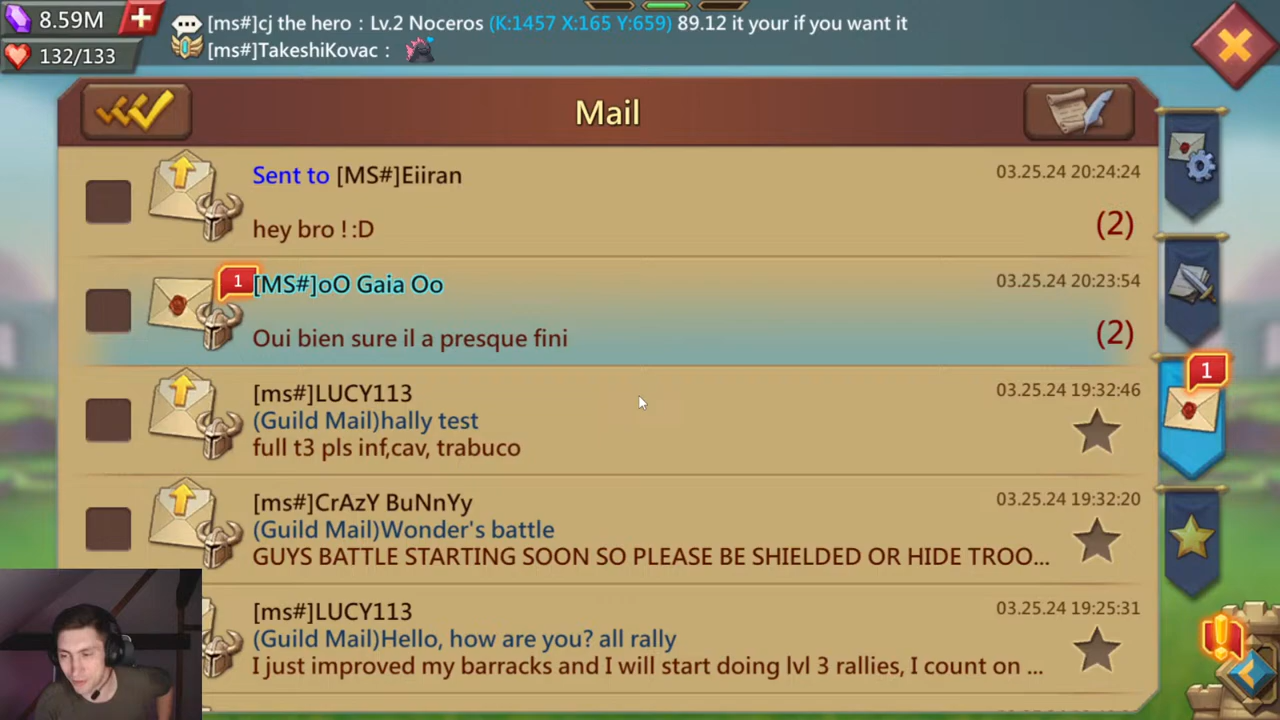 8.59M
[ms#]cj the hero : Lv.2 Noceros (K:1457 X:165 Y:659) 89.12 it your if you want it
132/133
[ms#]TakeshiKovac :
Mail
Sent to [MS#]Eiiran
03.25.24 20:24:24
hey bro ! :D
(2)
1
[MS#]oO Gaia Oo
03.25.24 20:23:54
Oui bien sure il a presque fini
(2)
1
[ms#]LUCY113
03.25.24 19:32:46
(Guild Mail)hally test
full t3 pls inf,cav, trabuco
[ms#]CrAzY BuNnYy
03.25.24 19:32:20
(Guild Mail)Wonder's battle
GUYS BATTLE STARTING SOON SO PLEASE BE SHIELDED OR HIDE TROO...
[ms#]LUCY113
03.25.24 19:25:31
(Guild Mail)Hello, how are you? all rally
I just improved my barracks and I will start doing lvl 3 rallies, I count on ...